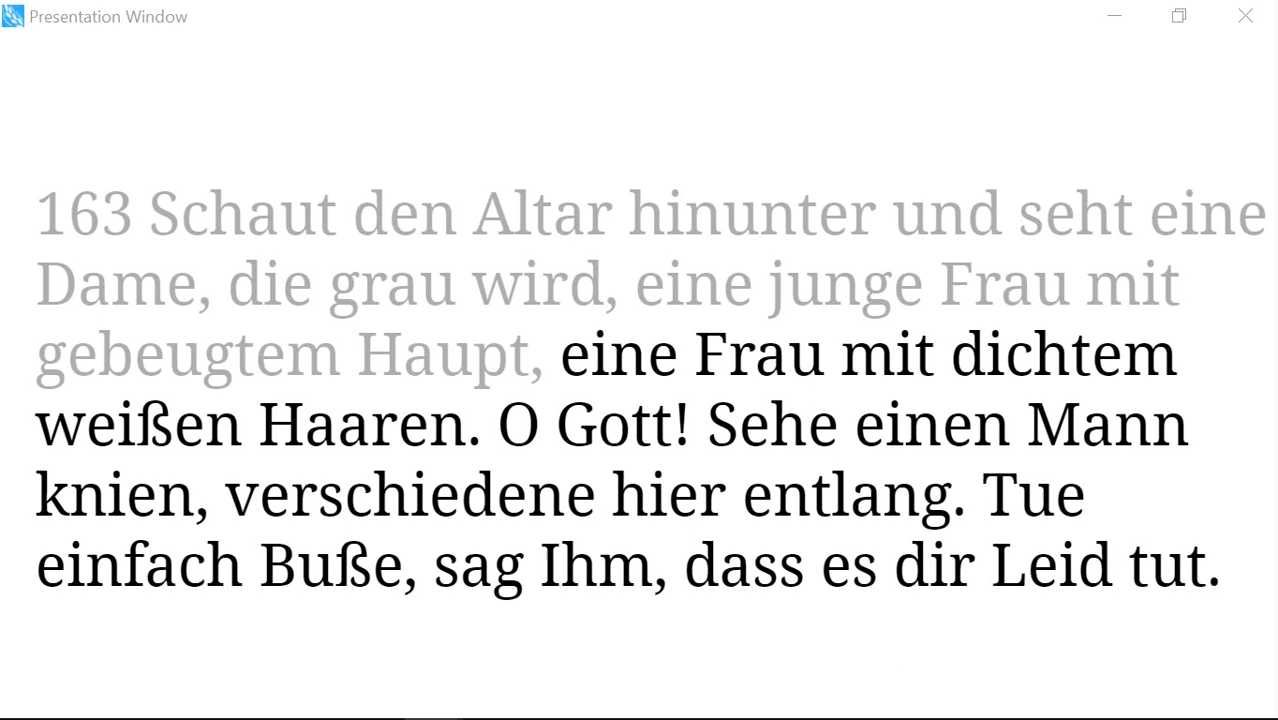 Presentation Window
163 Schaut den Altar hinunter und seht eine
Dame, die grau wird, eine junge Frau mit
gebeugtem Haupt, eine Frau mit dichtem
weißen Haaren. O Gott! Sehe einen Mann
knien, verschiedene hier entlang. Tue
einfach Buße, sag Ihm, dass es dir Leid tut.